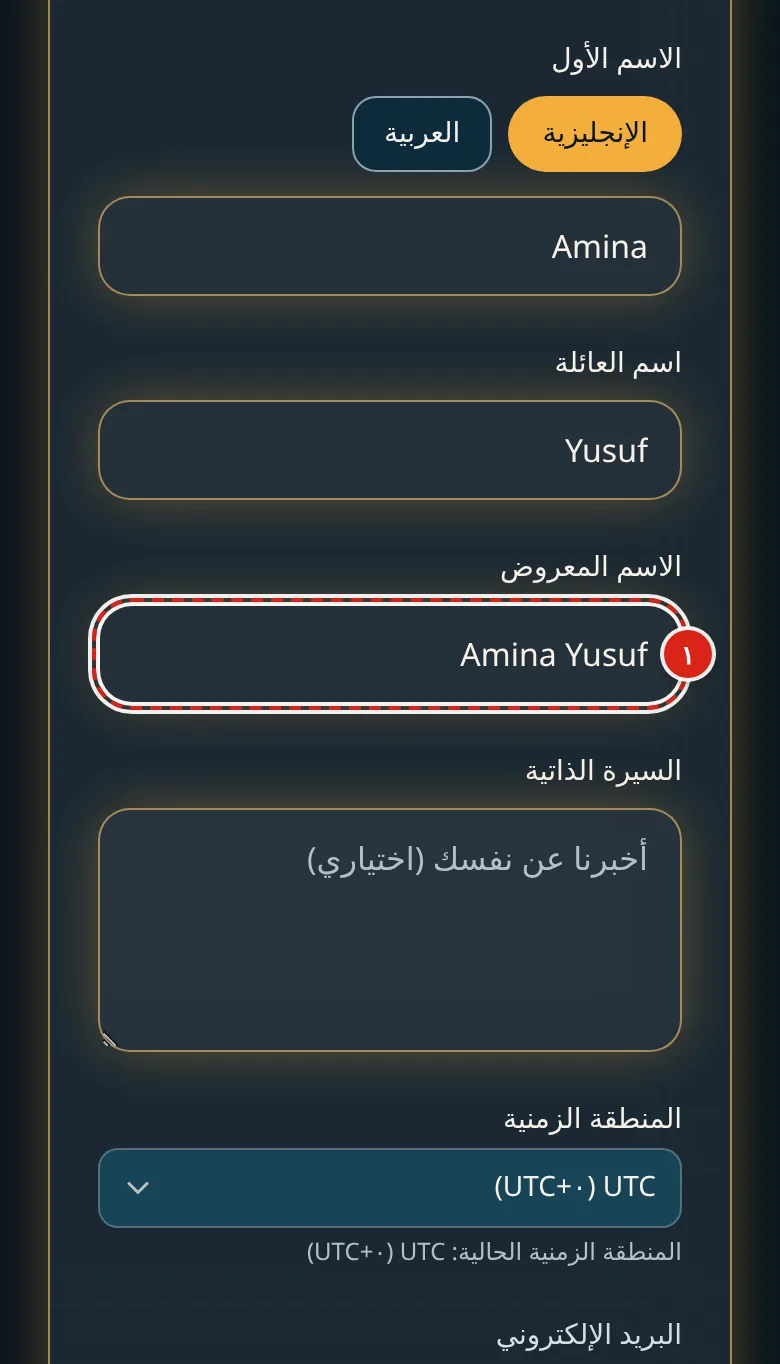 الاسم الأول
الإنجليزية العربية
Amina
اسم العائلة
Yusuf
الاسم المعروض
Amina Yusuf
١
السيرة الذاتية
أخبرنا عن نفسك (اختياري)
المنطقة الزمنية
UTC (UTC+٠)
المنطقة الزمنية الحالية: UTC (UTC+٠)
البريد الإلكتروني